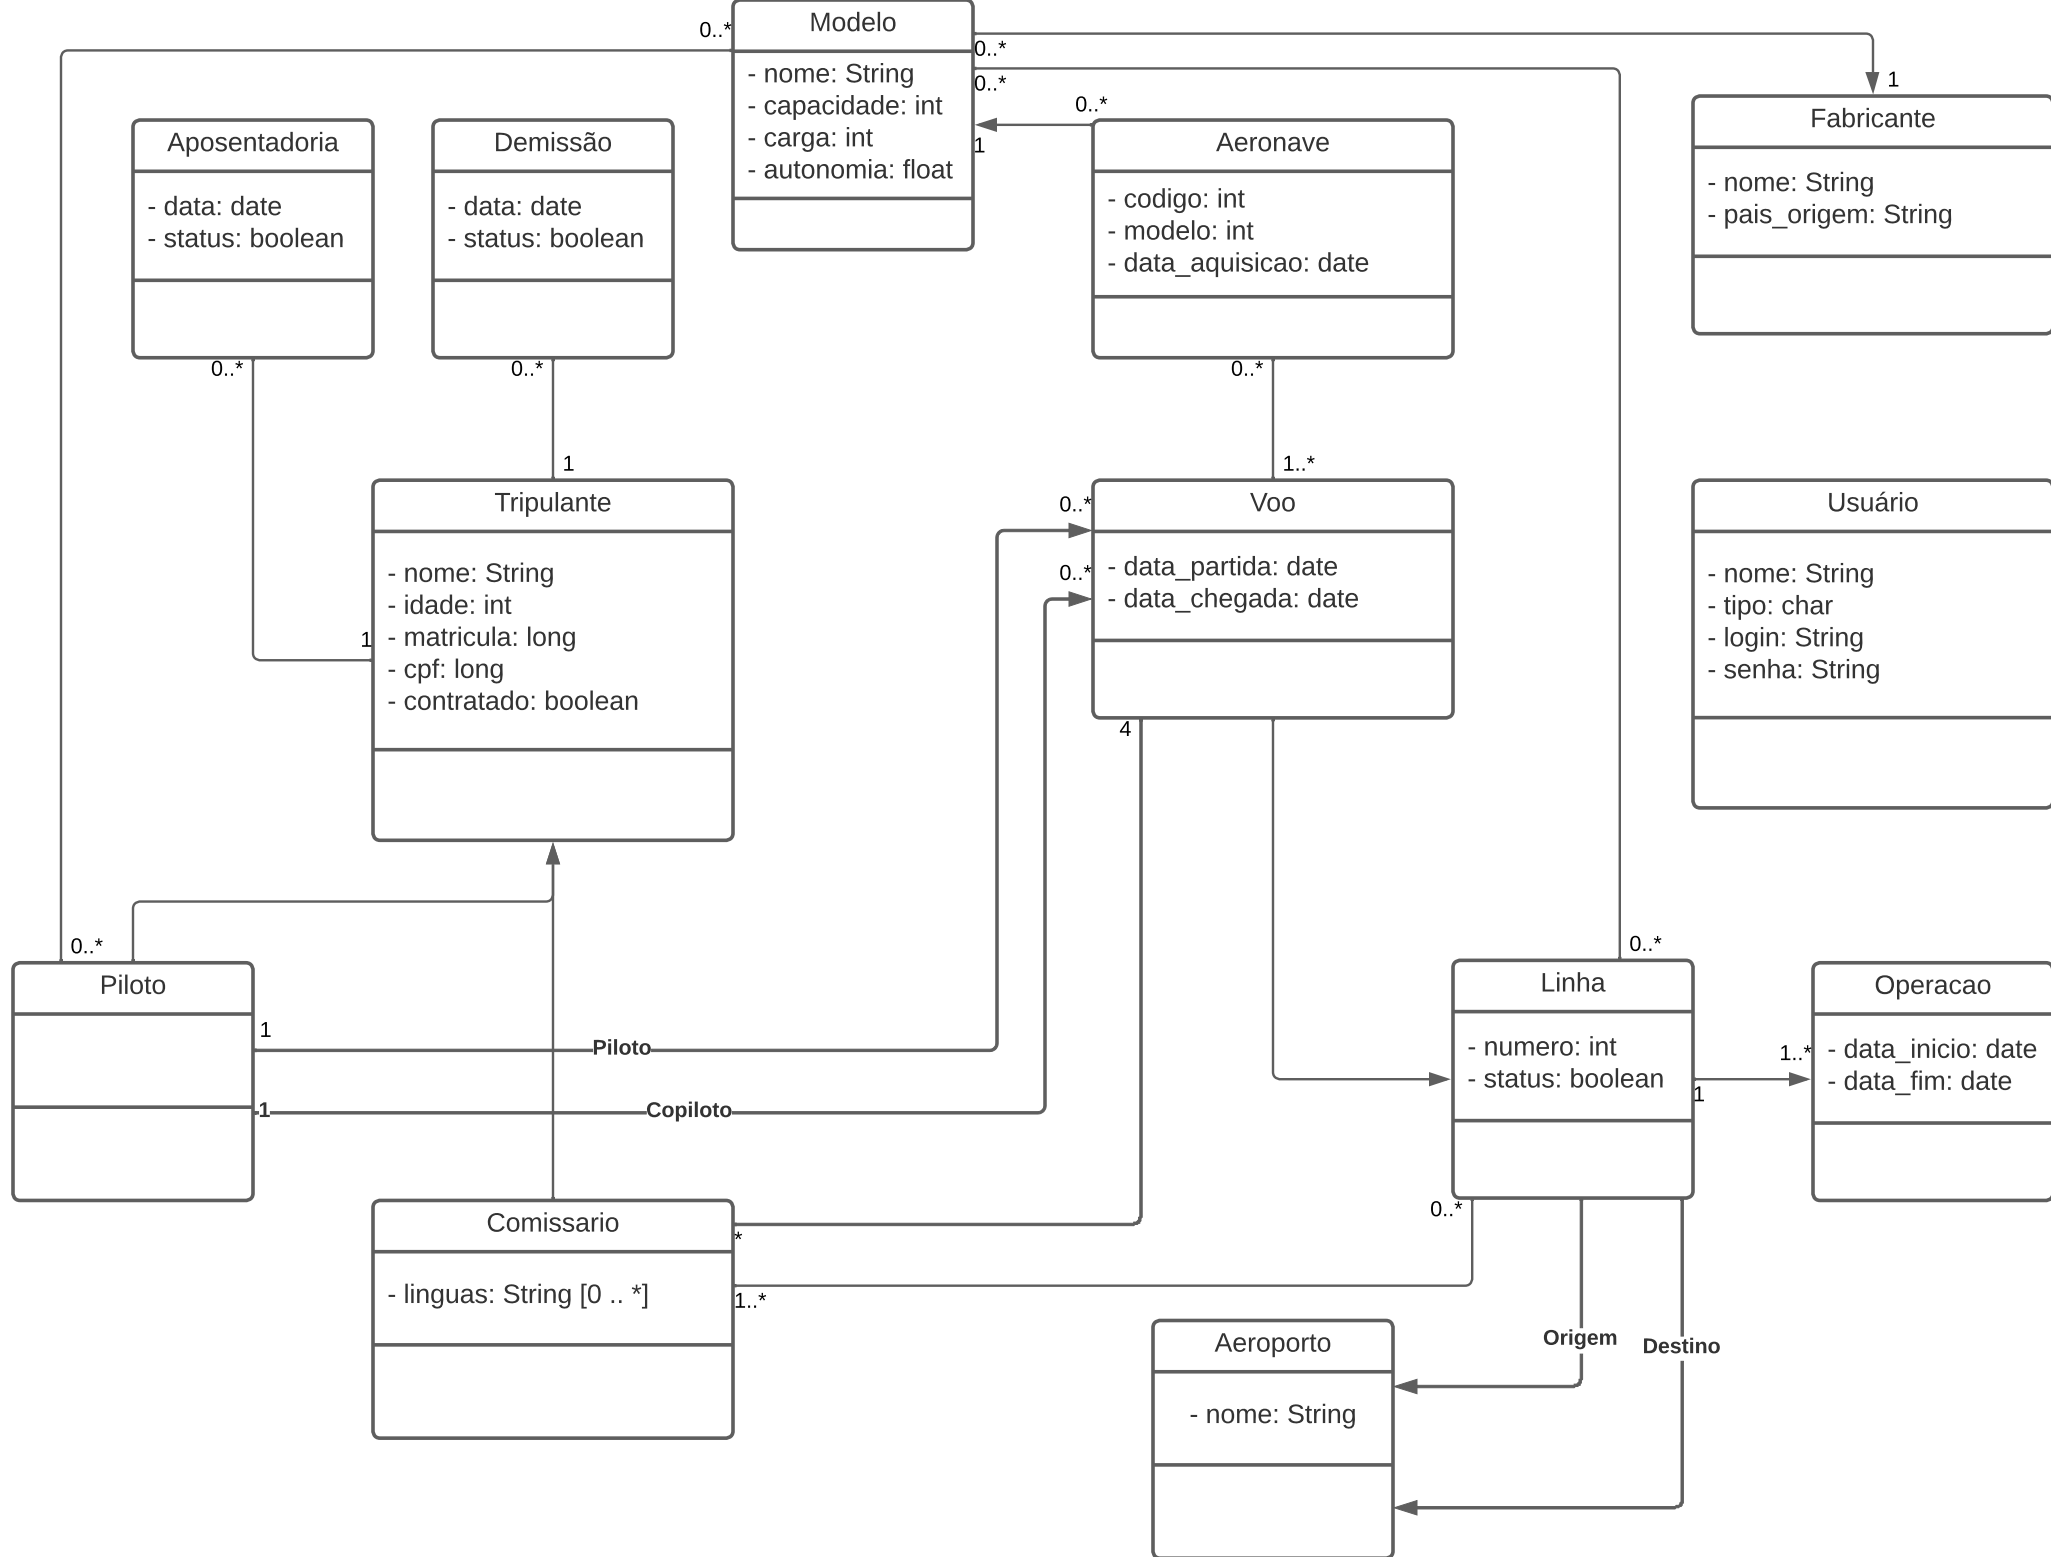 0..*
Modelo
- nome: String
- capacidade: int
- carga: int
- autonomia: float
0..*
0..*
1
0..*
1
Aposentadoria
- data: date
- status: boolean
0..*
Demissão
- data: date
- status: boolean
0..*
Aeronave
- codigo: int
- modelo: int
- data_aquisicao: date
0..*
Fabricante
- nome: String
- pais_origem: String
1
Tripulante
- nome: String
- idade: int
- matricula: long
- cpf: long
- contratado: boolean
1
1..*
0..*
0..*
Voo
- data_partida: date
- data_chegada: date
4
Usuário
- nome: String
- tipo: char
- login: String
- senha: String
0..*
Piloto
1
Piloto
1
Copiloto
0..*
Linha
- numero: int
- status: boolean
1
1..*
Operacao
- data_inicio: date
- data_fim: date
Comissario
- linguas: String [0 .. *]
*
1..*
0..*
Origem
Destino
Aeroporto
- nome: String